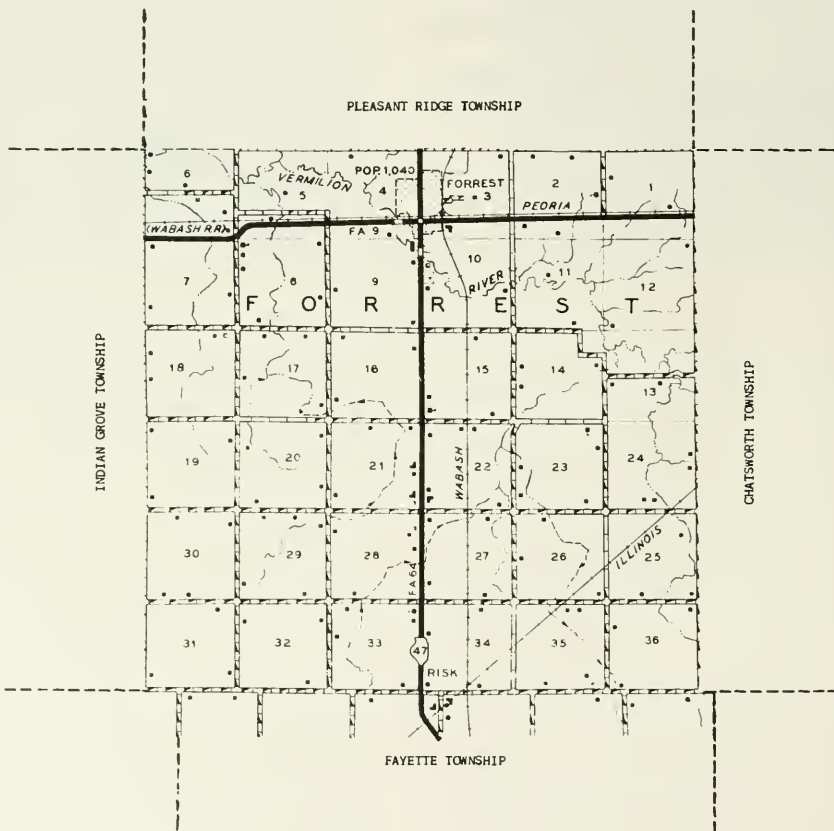 PLEASANT RIDGE TOWNSHIP
6
VERMILION
5
POP. 1,040
4
FORREST
3
2
1
PEORIA
(WABASH R.R)
FA 9
7
8
9
10
RIVER
11
12
F O R R E S T
INDIAN GROVE TOWNSHIP
CHATSWORTH TOWNSHIP
18
17
16
15
14
13
19
20
21
WABASH
22
23
24
30
29
28
FA 64
27
26
ILLINOIS
25
31
32
33
47
34
35
36
RISK
FAYETTE TOWNSHIP